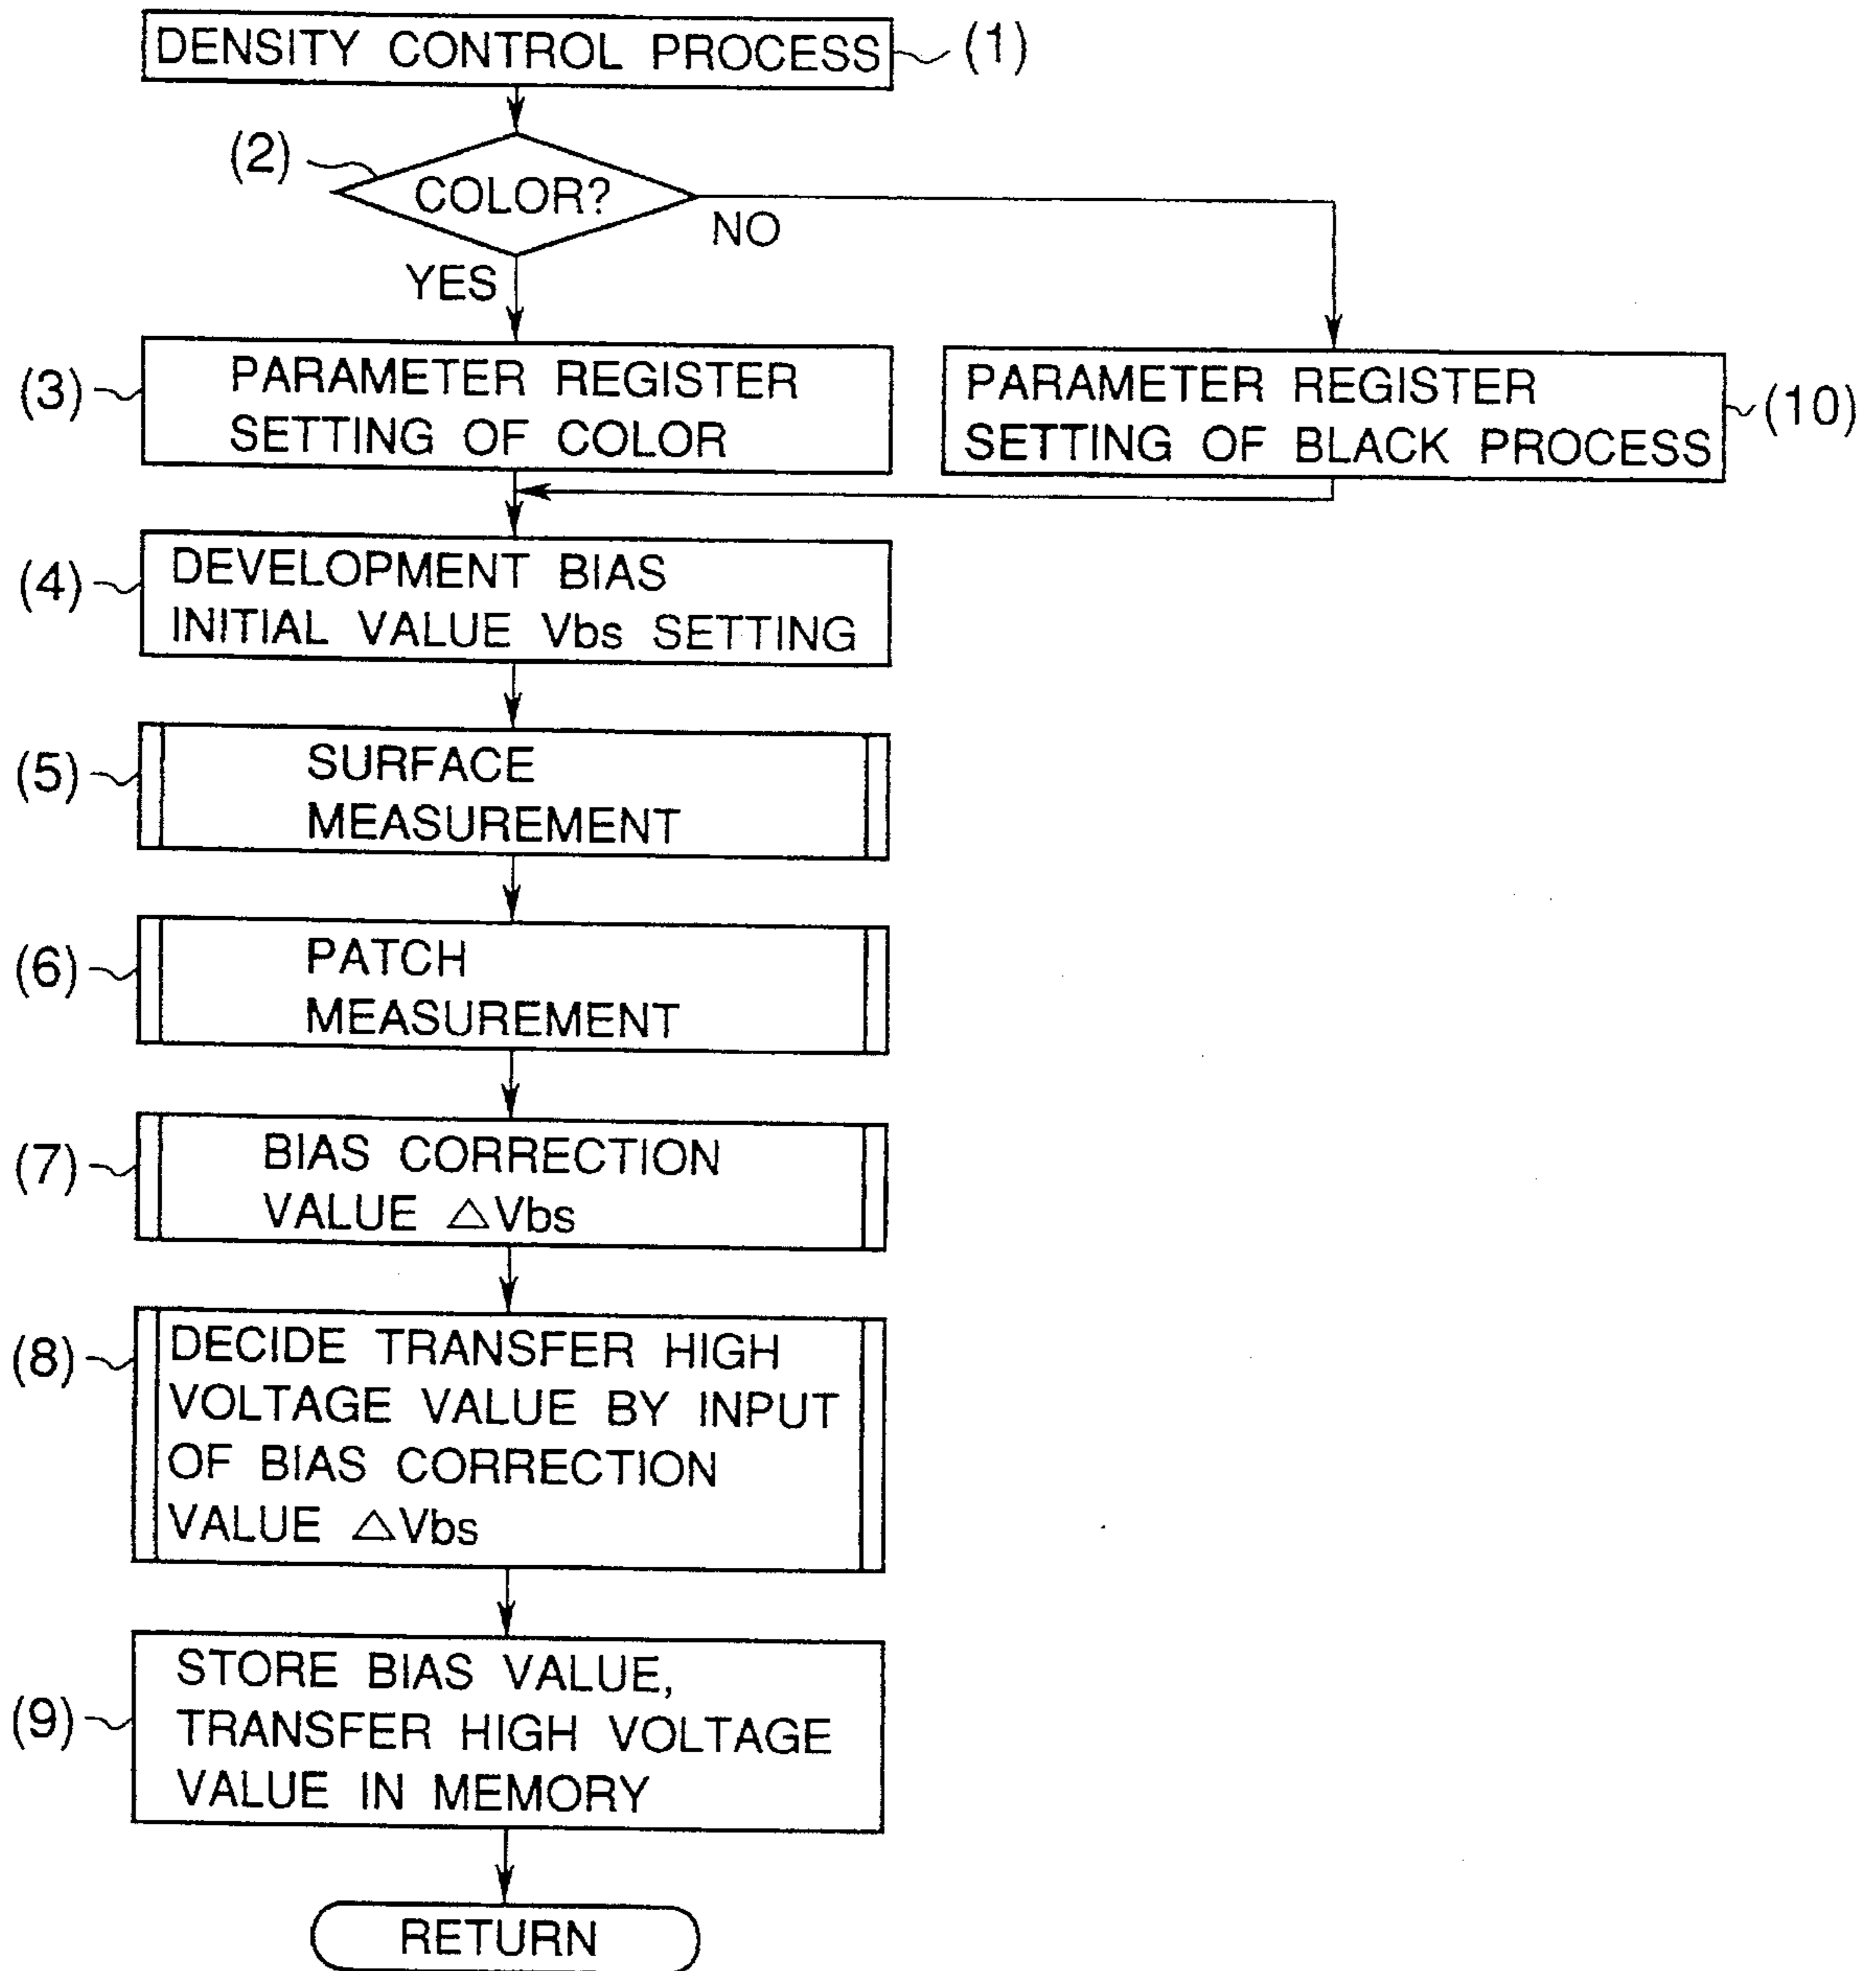 DENSITY CONTROL PROCESS
(1)
(2)
COLOR?
NO
YES
(3)
PARAMETER REGISTER
SETTING OF COLOR
PARAMETER REGISTER
SETTING OF BLACK PROCESS
(10)
(4)
DEVELOPMENT BIAS
INITIAL VALUE Vbs SETTING
(5)
SURFACE
MEASUREMENT
(6)
PATCH
MEASUREMENT
(7)
BIAS CORRECTION
VALUE △Vbs
(8)
DECIDE TRANSFER HIGH
VOLTAGE VALUE BY INPUT
OF BIAS CORRECTION
VALUE △Vbs
(9)
STORE BIAS VALUE,
TRANSFER HIGH VOLTAGE
VALUE IN MEMORY
RETURN